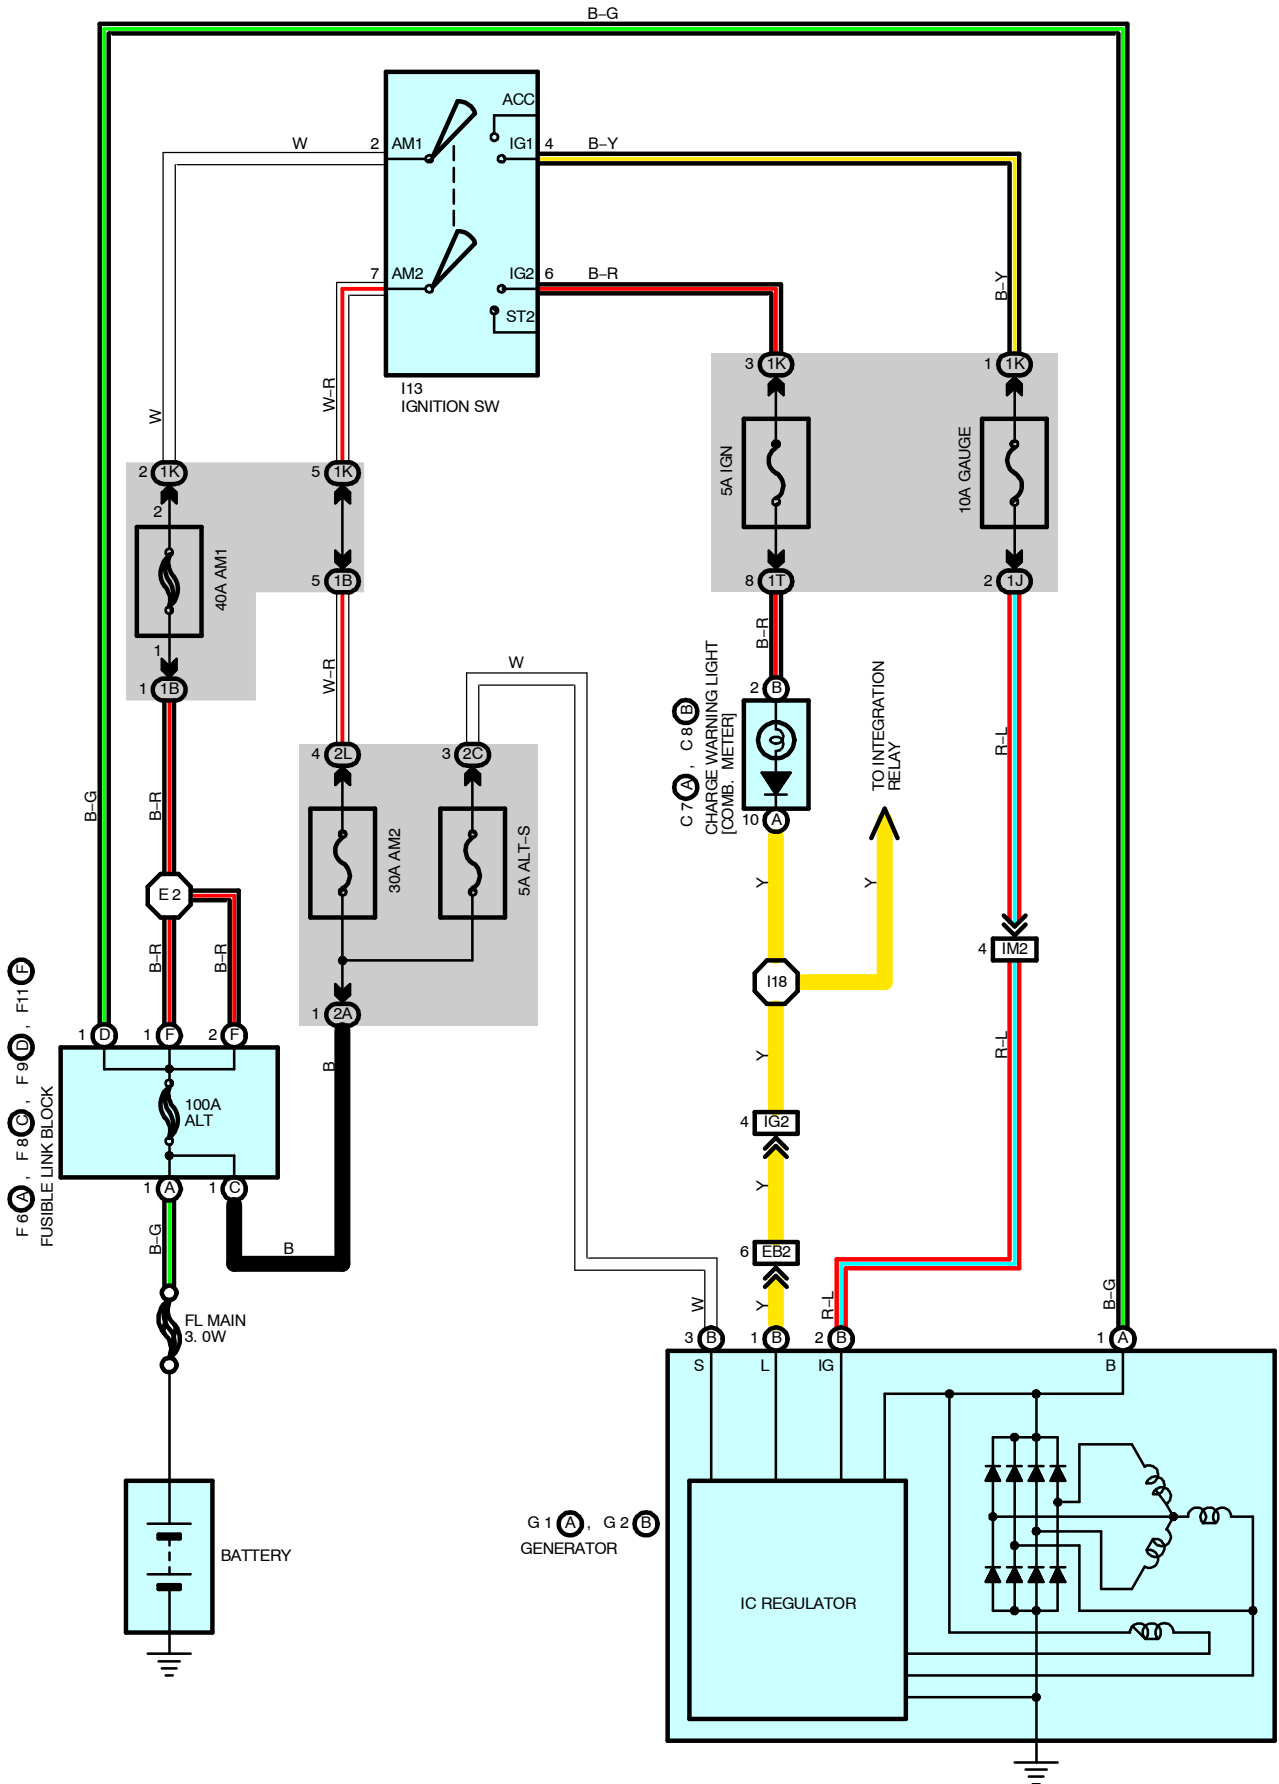 B–G
ACC
W
2
AM1
IG1
4
B–Y
7
AM2
IG2
6
B–R
ST2
B–Y
I13
IGNITION SW
W
W–R
3
1K
1
1K
5A IGN
10A GAUGE
2
1K
5
1K
2
40A AM1
1
1
1B
5
1B
8
1T
2
1J
W–R
W
B–R
2
B
C 7 A , C 8 B
CHARGE WARNING LIGHT
[COMB. METER]
10
A
TO INTEGRATION
RELAY
R–L
4
2L
3
2C
30A AM2
5A ALT–S
B–G
B–R
E 2
B–R
B–R
Y
Y
I18
4
IM2
R–L
1
2A
B
1
D
1
F
2
F
100A
ALT
F 6 A , F 8 C , F 9 D , F11 F
FUSIBLE LINK BLOCK
1
A
1
C
B
B–G
FL MAIN
3. 0W
Y
4
IG2
Y
6
EB2
Y
W
R–L
B–G
3
B
1
B
2
B
1
A
S
L
IG
B
G 1 A , G 2 B
GENERATOR
IC REGULATOR
BATTERY